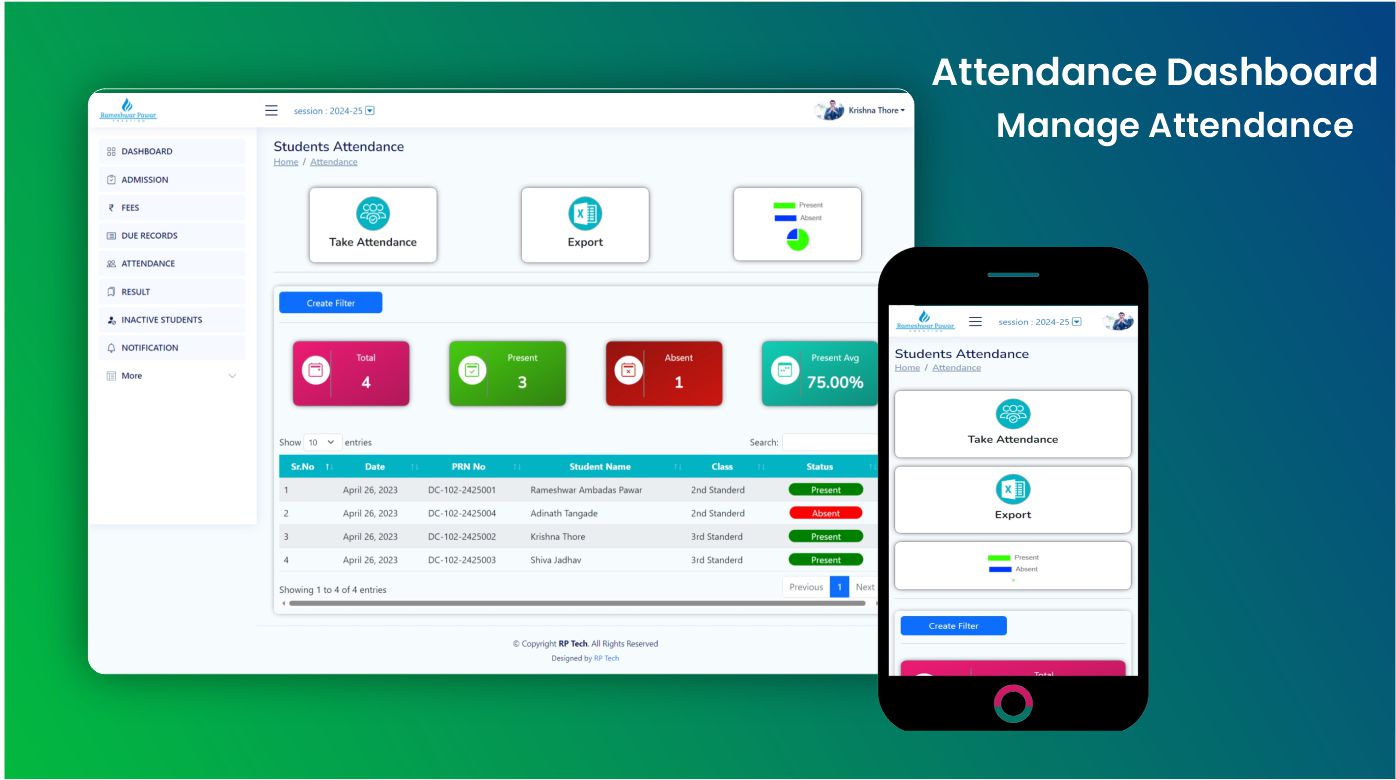 Attendance Dashboard
Manage Attendance
Rameshwar Pawar
session : 2024-25
Krishna Thore
DASHBOARD
ADMISSION
FEES
DUE RECORDS
ATTENDANCE
RESULT
INACTIVE STUDENTS
NOTIFICATION
More
Students Attendance
Home / Attendance
Take Attendance
Export
Present
Absent
Create Filter
Total
4
Present
3
Absent
1
Present Avg
75.00%
Show 10 entries
Search:
Sr.No Date PRN No Student Name Class Status
1 April 26, 2023 DC-102-2425001 Rameshwar Ambadas Pawar 2nd Standerd Present
2 April 26, 2023 DC-102-2425004 Adinath Tangade 2nd Standerd Absent
3 April 26, 2023 DC-102-2425002 Krishna Thore 3rd Standerd Present
4 April 26, 2023 DC-102-2425003 Shiva Jadhav 3rd Standerd Present
Showing 1 to 4 of 4 entries
Previous 1 Next
© Copyright RP Tech. All Rights Reserved
Designed by RP Tech
Rameshwar Pawar
session : 2024-25
Students Attendance
Home / Attendance
Take Attendance
Export
Present
Absent
Create Filter
Total